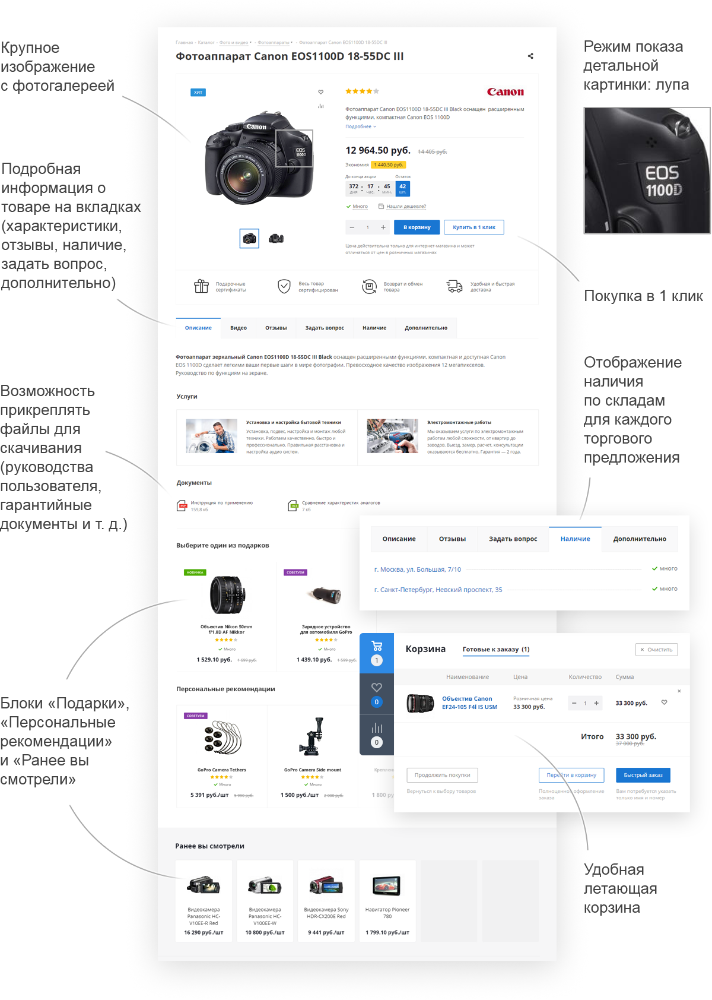 Крупное
изображение
с фотогалереей
Подробная
информация о
товаре на вкладках
(характеристики,
отзывы, наличие,
задать вопрос,
дополнительно)
Возможность
прикреплять
файлы для
скачивания
(руководства
пользователя,
гарантийные
документы и т. д.)
Блоки «Подарки»,
«Персональные
рекомендации»
и «Ранее вы
смотрели»
Главная - Каталог - Фото и видео - Фотоаппараты - Фотоаппарат Canon EOS1100D 18-55DC III
Фотоаппарат Canon EOS1100D 18-55DC III
ХИТ
Canon
EOS
1100D
Canon
Фотоаппарат Canon EOS1100D 18-55DC III Black оснащен расширенным
функциями, компактная Canon EOS 1100D
Подробнее
12 964.50 руб. 14 405 руб.
Экономия 1 440.50 руб.
До конца акции Остаток
372 : 17 : 45 42
дня час. мин. шт.
Много Нашли дешевле?
− 1 + В корзину Купить в 1 клик
Цена действительна только для интернет-магазина и может
отличаться от цен в розничных магазинах
Подарочные
сертификаты
Весь товар
сертифицирован
Возврат и обмен
товара
Удобная и быстрая
доставка
Описание Видео Отзывы Задать вопрос Наличие Дополнительно
Фотоаппарат зеркальный Canon EOS1100D 18-55DC III Black оснащен расширенными функциями, компактная и доступная Canon
EOS 1100D сделает легкими ваши первые шаги в мире фотографии. Превосходное качество изображения 12 мегапикселов.
Руководство по функциям на экране.
Услуги
Установка и настройка бытовой техники
Установка, подвес, настройка и монтаж любой
техники. Работаем качественно, быстро и
профессионально. Правильная расстановка и
настройка аудио систем.
Электромонтажные работы
Мы оказываем услуги по электромонтажным
работам любой сложности, от квартир до
заводов. Выезд, замер, расчет, консультации
оказываются бесплатно. Гарантия — 2 года.
Документы
PDF
Инструкция по применению
159,8 кб
XLS
Сравнение характеристик аналогов
7 кб
Выберите один из подарков
НОВИНКА
Объектив Nikon 50mm
f/1.8D AF Nikkor
Много
1 529.10 руб. 1 699 руб.
СОВЕТУЕМ
Зарядное устройство
для автомобиля GoPro
Много
1 439.10 руб. 1 599 руб.
Персональные рекомендации
СОВЕТУЕМ
GoPro Camera Tethers
Много
5 391 руб./шт 5 990 руб.
GoPro Camera Side mount
Много
1 500 руб./шт 2 000 руб.
Креплен
1 800 ру
Ранее вы смотрели
Видеокамера
Panasonic HC-
V10EE-R Red
16 290 руб./шт
Видеокамера
Panasonic HC-
V100EE-W
10 800 руб./шт
Видеокамера Sony
HDR-CX200E Red
9 441 руб./шт
Навигатор Pioneer
780
1 799.10 руб./шт
Режим показа
детальной
картинки: лупа
EOS
1100D
Покупка в 1 клик
Отображение
наличия
по складам
для каждого
торгового
предложения
Описание Отзывы Задать вопрос Наличие Дополнительно
г. Москва, ул. Большая, 7/10 много
г. Санкт-Петербург, Невский проспект, 35 много
1
0
0
Корзина Готовые к заказу (1) × Очистить
Наименование Цена Количество Сумма
Объектив Canon
EF24-105 F4l IS USM
Розничная цена
33 300 руб.
− 1 +
33 300 руб.
×
Итого 33 300 руб.
37 000 руб.
Продолжить покупки
Вернуться к выбору товаров
Перейти в корзину
Полноценное оформление
заказа
Быстрый заказ
Вам потребуется указать
только имя и номер
Удобная
летающая
корзина